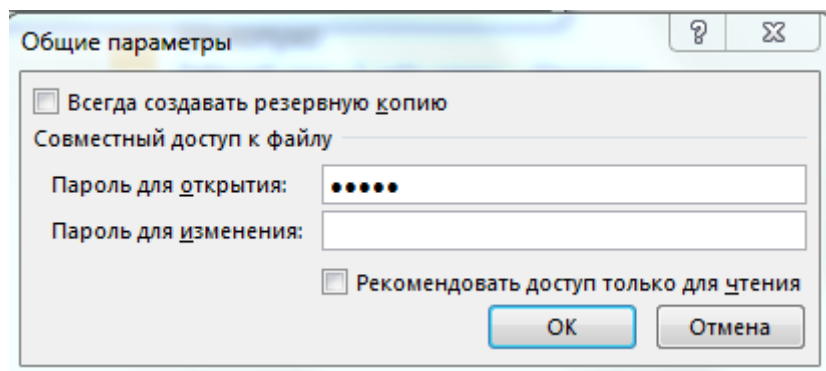 Общие параметры
Всегда создавать резервную копию
Совместный доступ к файлу
Пароль для открытия: •••••
Пароль для изменения:
Рекомендовать доступ только для чтения
ОК Отмена